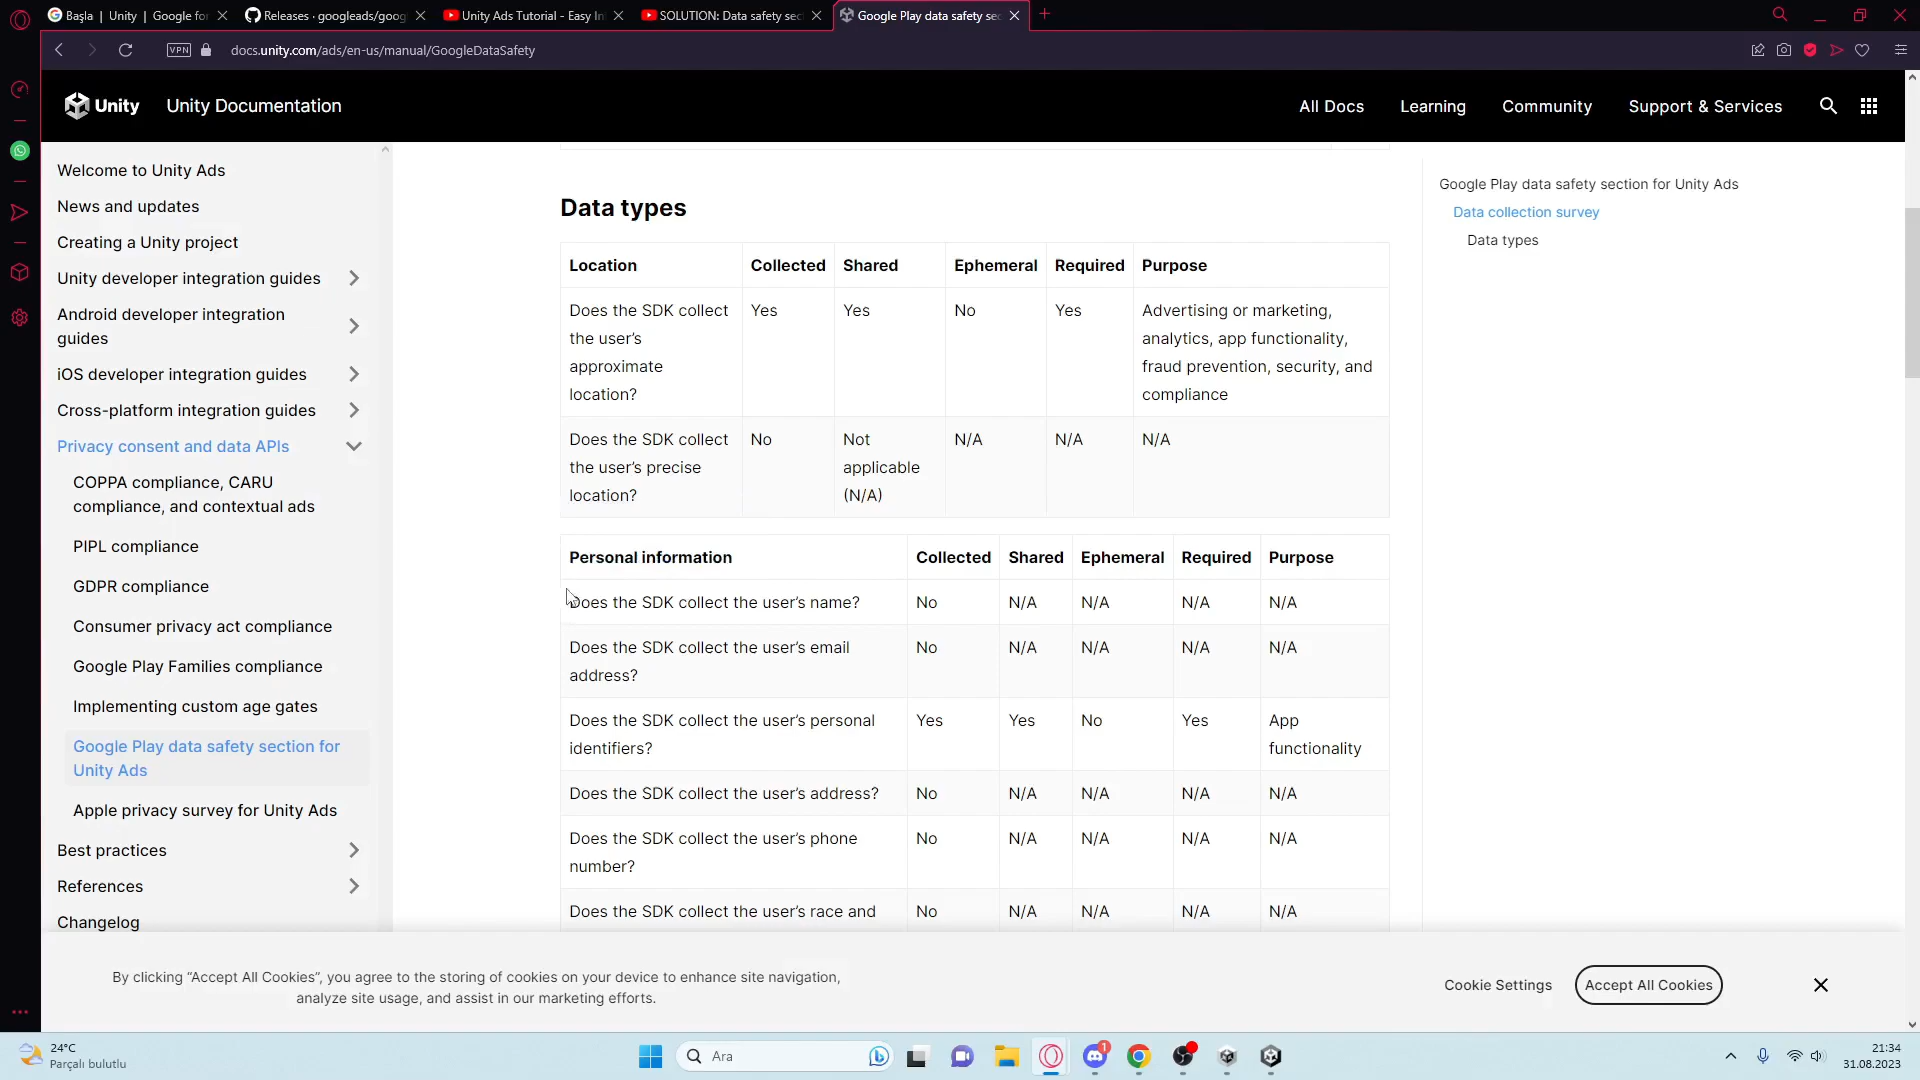 Başla | Unity | Google for
Releases · googleads/goog
Unity Ads Tutorial - Easy In
SOLUTION: Data safety sec
Google Play data safety sec
VPN
docs.unity.com/ads/en-us/manual/GoogleDataSafety
Unity
Unity Documentation
All Docs
Learning
Community
Support & Services
Welcome to Unity Ads
News and updates
Creating a Unity project
Unity developer integration guides
Android developer integration
guides
iOS developer integration guides
Cross-platform integration guides
Privacy consent and data APIs
COPPA compliance, CARU
compliance, and contextual ads
PIPL compliance
GDPR compliance
Consumer privacy act compliance
Google Play Families compliance
Implementing custom age gates
Google Play data safety section for
Unity Ads
Apple privacy survey for Unity Ads
Best practices
References
Changelog
Data types
Location Collected Shared Ephemeral Required Purpose
Does the SDK collect Yes Yes No Yes Advertising or marketing,
the user's analytics, app functionality,
approximate fraud prevention, security, and
location? compliance
Does the SDK collect No Not N/A N/A N/A
the user's precise applicable
location? (N/A)
Personal information Collected Shared Ephemeral Required Purpose
Does the SDK collect the user's name? No N/A N/A N/A N/A
Does the SDK collect the user's email No N/A N/A N/A N/A
address?
Does the SDK collect the user's personal Yes Yes No Yes App
identifiers? functionality
Does the SDK collect the user's address? No N/A N/A N/A N/A
Does the SDK collect the user's phone No N/A N/A N/A N/A
number?
Does the SDK collect the user's race and No N/A N/A N/A N/A
Google Play data safety section for Unity Ads
Data collection survey
Data types
By clicking “Accept All Cookies”, you agree to the storing of cookies on your device to enhance site navigation,
analyze site usage, and assist in our marketing efforts.
Cookie Settings
Accept All Cookies
24°C
Parçalı bulutlu
Ara
1
21:34
31.08.2023